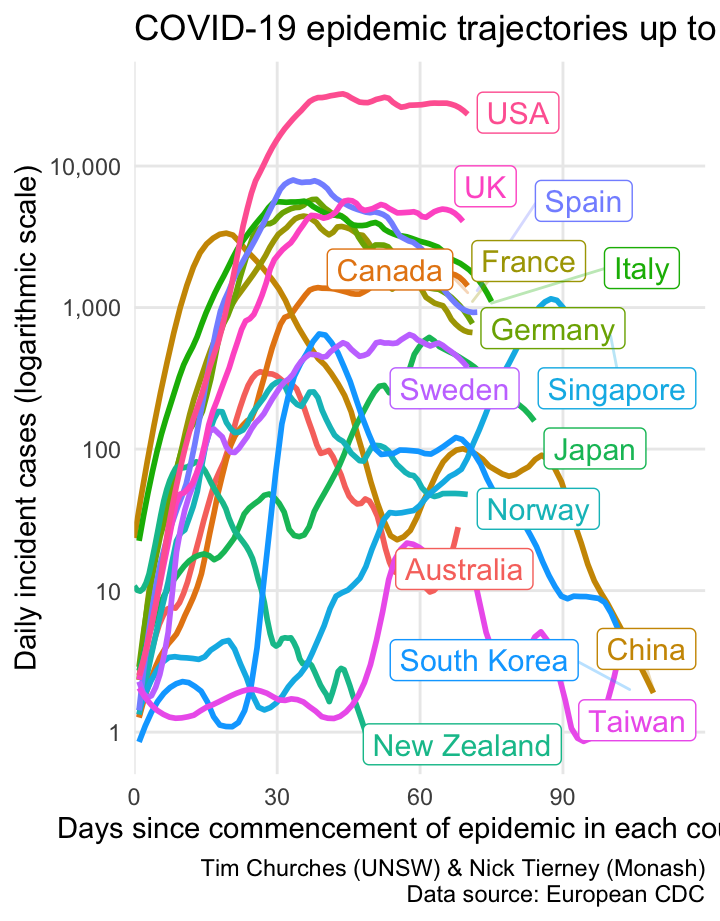 COVID-19 epidemic trajectories up to
Daily incident cases (logarithmic scale)
10,000
1,000
100
10
1
USA
UK
Spain
France
Italy
Canada
Germany
Sweden
Singapore
Japan
Norway
Australia
China
South Korea
Taiwan
New Zealand
0 30 60 90
Days since commencement of epidemic in each cou
Tim Churches (UNSW) & Nick Tierney (Monash)
Data source: European CDC